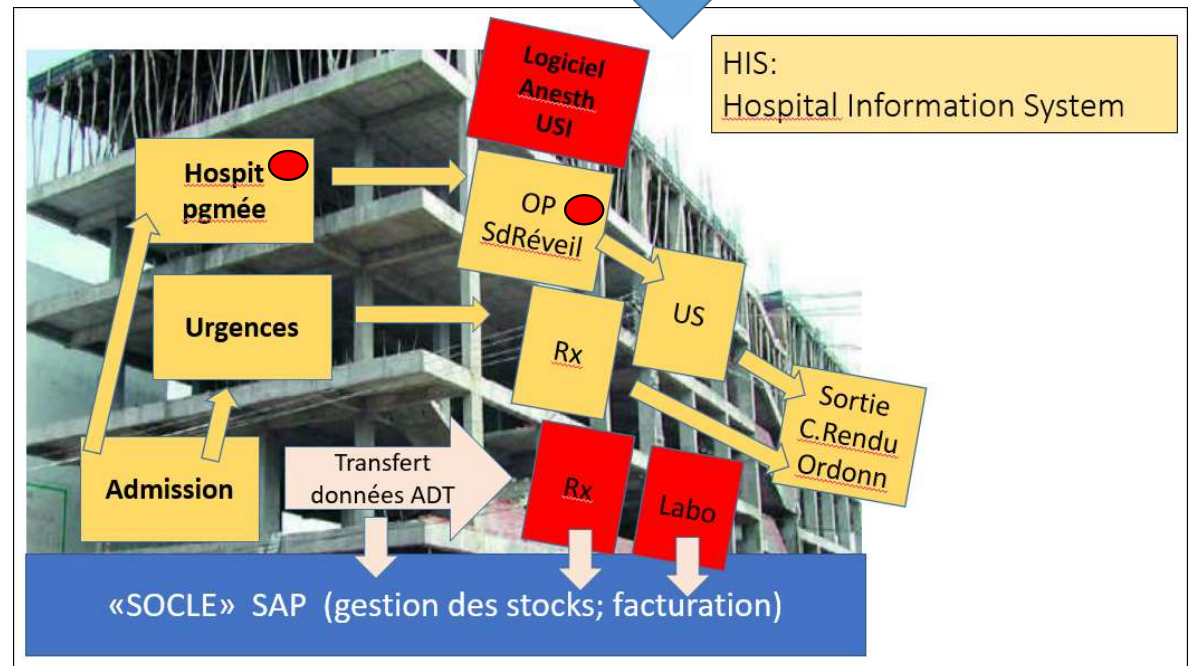 HIS:
Hospital Information System
Logiciel
Anesth
USI
Hospit
pgmée
OP
SdRéveil
Urgences
Rx
US
Sortie
C.Rendu
Ordonn
Admission
Transfert
données ADT
Rx
Labo
«SOCLE» SAP (gestion des stocks; facturation)